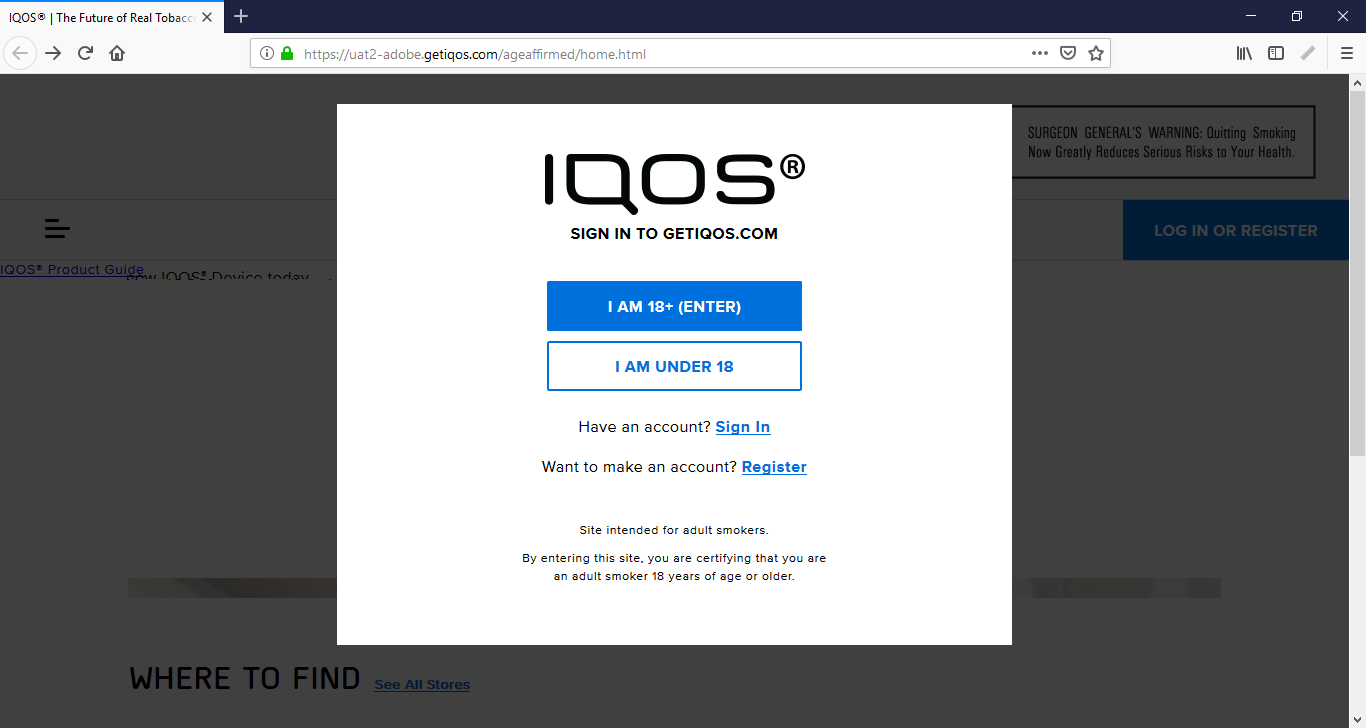 IQOS® | The Future of Real Tobacc
https://uat2-adobe.getiqos.com/ageaffirmed/home.html
SURGEON GENERAL'S WARNING: Quitting Smoking
Now Greatly Reduces Serious Risks to Your Health.
LOG IN OR REGISTER
IQOS® Product Guide
new IQOS® Device today
IQOS®
SIGN IN TO GETIQOS.COM
I AM 18+ (ENTER)
I AM UNDER 18
Have an account? Sign In
Want to make an account? Register
Site intended for adult smokers.
By entering this site, you are certifying that you are
an adult smoker 18 years of age or older.
WHERE TO FIND See All Stores